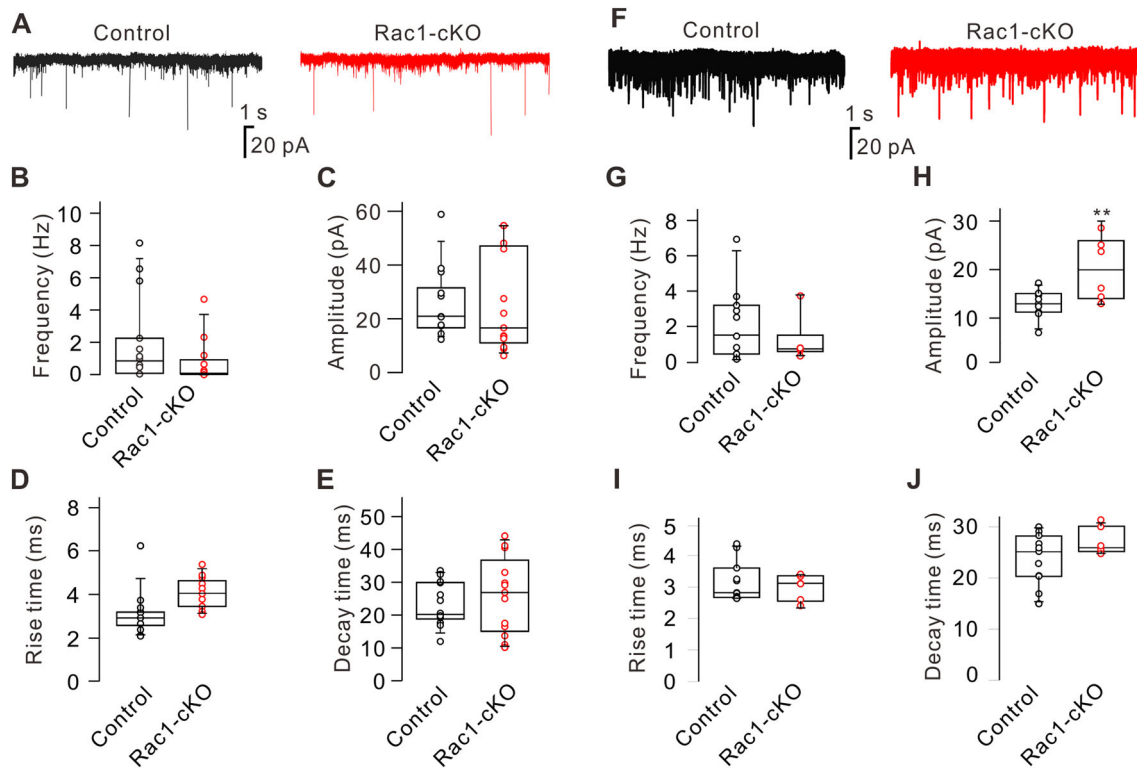 A
Control
Rac1-cKO
1 s
20 pA
F
Control
Rac1-cKO
1 s
20 pA
B
Frequency (Hz)
10
8
6
4
2
0
Control
Rac1-cKO
C
Amplitude (pA)
60
40
20
0
Control
Rac1-cKO
G
Frequency (Hz)
8
6
4
2
0
Control
Rac1-cKO
H
Amplitude (pA)
30
20
10
0
**
Control
Rac1-cKO
D
Rise time (ms)
8
6
4
2
0
Control
Rac1-cKO
E
Decay time (ms)
50
40
30
20
10
0
Control
Rac1-cKO
I
Rise time (ms)
5
4
3
2
1
0
Control
Rac1-cKO
J
Decay time (ms)
30
20
10
0
Control
Rac1-cKO